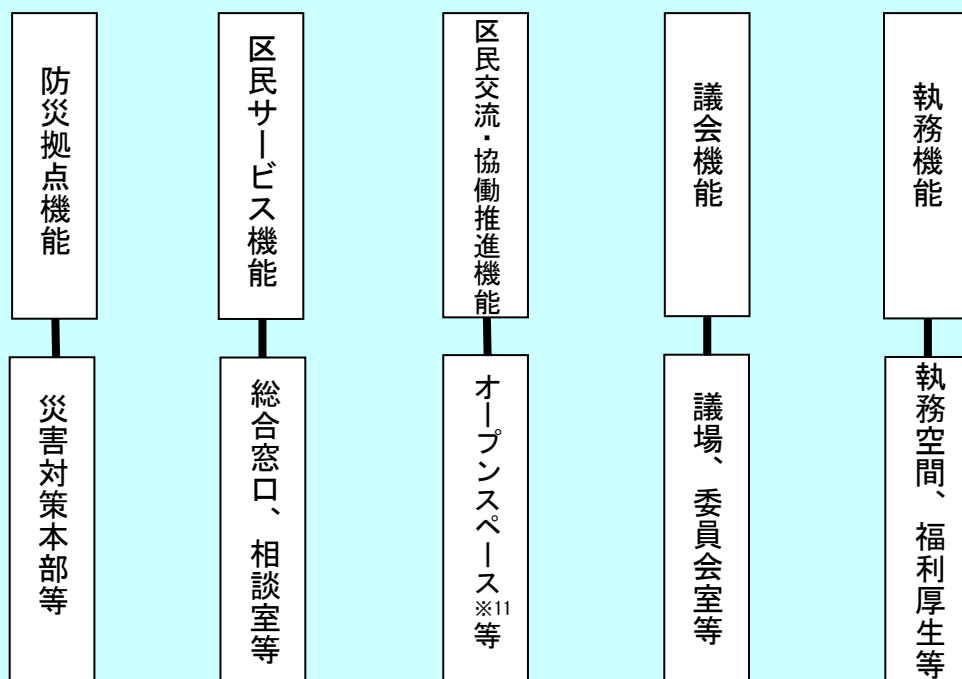 防災拠点機能
区民サービス機能
区民交流・協働推進機能
議会機能
執務機能
災害対策本部等
総合窓口、相談室等
オープンスペース※11等
議場、委員会室等
執務空間、福利厚生等